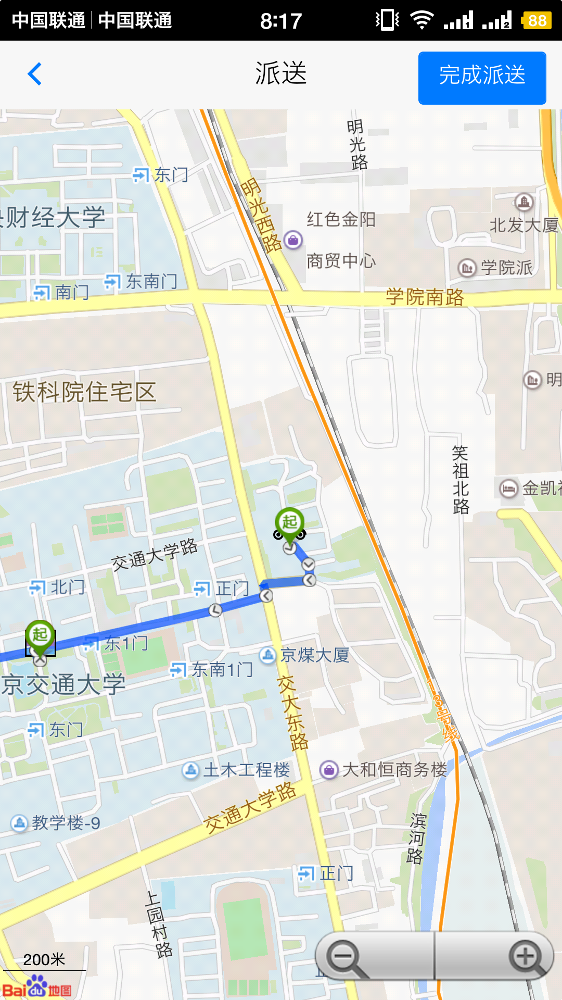 中国联通 中国联通 8:17 1 2 88
派送 完成派送
明光路
东门
明光西路
财经大学
红色金阳
商贸中心
北发大厦
学院派
东南门
南门
学院南路
铁科院住宅区
明
笑祖北路
金凯
起
交通大学路
北门
正门
起
东1门
京煤大厦
东南1门
京交通大学
交大东路
13号线
东门
土木工程楼
大和恒商务楼
交通大学路
教学楼-9
滨河路
正门
上园村路
200米
Bai du 地图